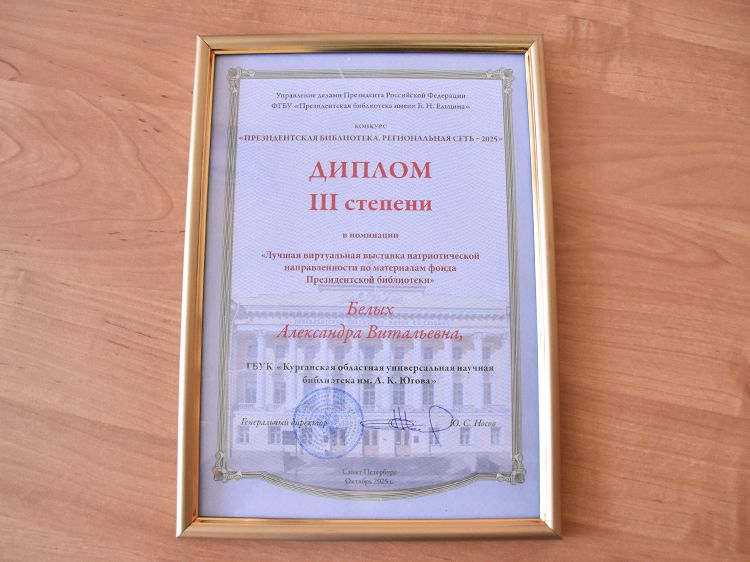 Управление делами Президента Российской Федерации
ФГБУ «Президентская библиотека имени Б. Н. Ельцина»
КОНКУРС
«ПРЕЗИДЕНТСКАЯ БИБЛИОТЕКА. РЕГИОНАЛЬНАЯ СЕТЬ – 2025»
ДИПЛОМ
III степени
в номинации
«Лучшая виртуальная выставка патриотической
направленности по материалам фонда
Президентской библиотеки»
Белых
Александра Витальевна,
ГБУК «Курганская областная универсальная научная
библиотека им. А. К. Югова»
Генеральный директор Ю. С. Носов
Санкт-Петербург
Октябрь 2025 г.